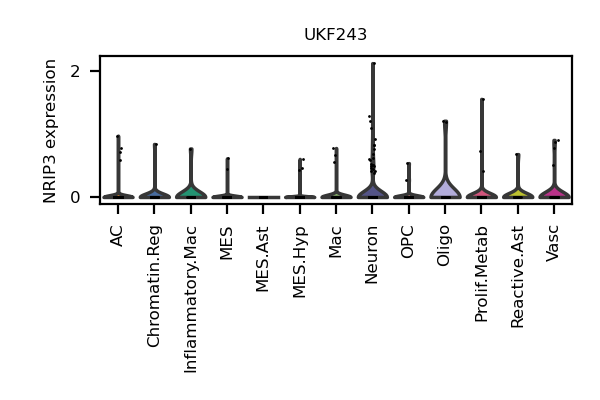 UKF243
NRIP3 expression
2
0
AC
Chromatin.Reg
Inflammatory.Mac
MES
MES.Ast
MES.Hyp
Mac
Neuron
OPC
Oligo
Prolif.Metab
Reactive.Ast
Vasc